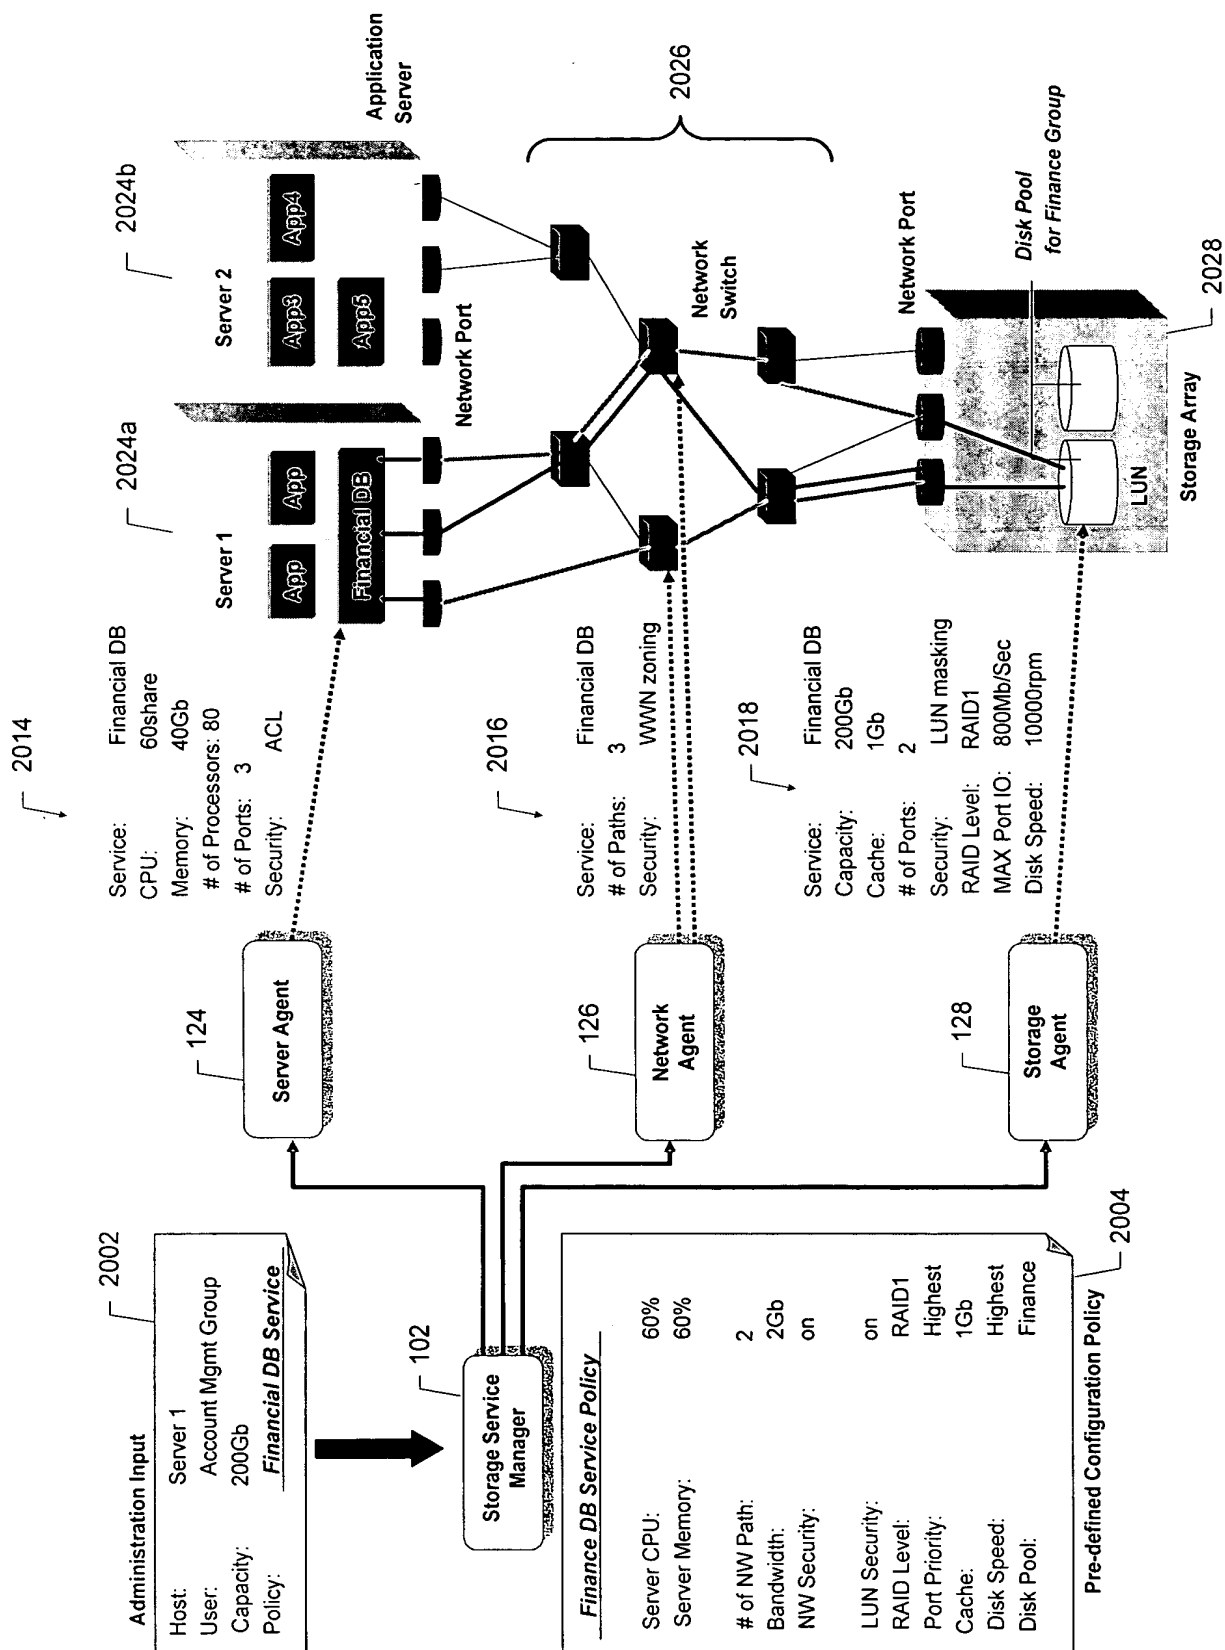 2002
Administration Input
Host: Server 1
User: Account Mgmt Group
Capacity: 200Gb
Policy: Financial DB Service
102
Storage Service
Manager
Finance DB Service Policy
Server CPU: 60%
Server Memory: 60%
# of NW Path: 2
Bandwidth: 2Gb
NW Security: on
LUN Security: on
RAID Level: RAID1
Port Priority: Highest
Cache: 1Gb
Disk Speed: Highest
Disk Pool: Finance
Pre-defined Configuration Policy
2004
124
Server Agent
126
Network
Agent
128
Storage
Agent
2014
Service: Financial DB
CPU: 60share
Memory: 40Gb
# of Processors: 80
# of Ports: 3
Security: ACL
2016
Service: Financial DB
# of Paths: 3
Security: WWN zoning
2018
Service: Financial DB
Capacity: 200Gb
Cache: 1Gb
# of Ports: 2
Security: LUN masking
RAID Level: RAID1
MAX Port IO: 800Mb/Sec
Disk Speed: 10000rpm
2024a
Server 1
App
App
Financial DB
2024b
Server 2
App3
App4
App5
Application
Server
Network Port
2026
Network
Switch
Network Port
Disk Pool
for Finance Group
2028
LUN
Storage Array